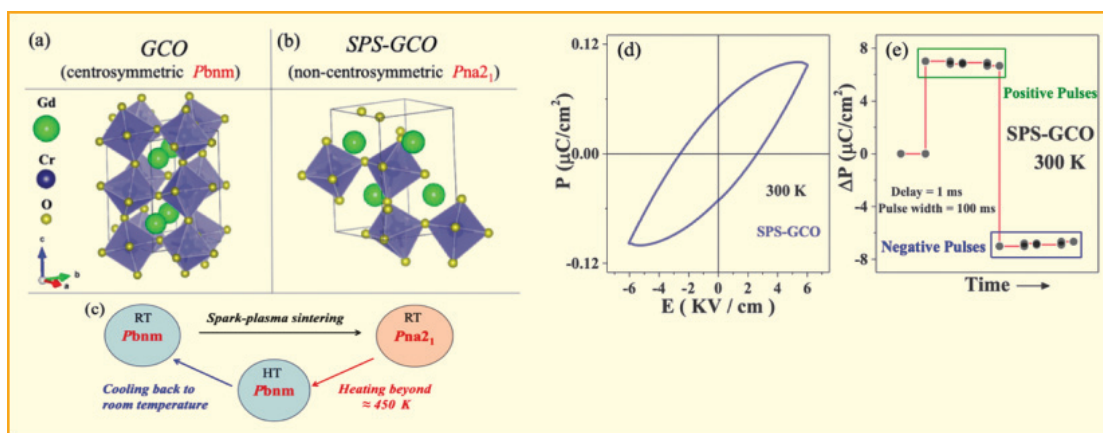 (a)
GCO
(centrosymmetric Pbnm)
Gd
Cr
O
c
b
a
(b)
SPS-GCO
(non-centrosymmetric Pna2₁)
(c)
RT
Pbnm
Spark-plasma sintering
RT
Pna2₁
HT
Pbnm
Cooling back to
room temperature
Heating beyond
≈ 450 K
(d)
P (μC/cm²)
0.12
0.00
-0.12
300 K
SPS-GCO
-6 -4 -2 0 2 4 6
E ( KV / cm)
(e)
ΔP (μC/cm²)
8
4
0
-4
-8
Positive Pulses
SPS-GCO
300 K
Delay = 1 ms
Pulse width = 100 ms
Negative Pulses
Time